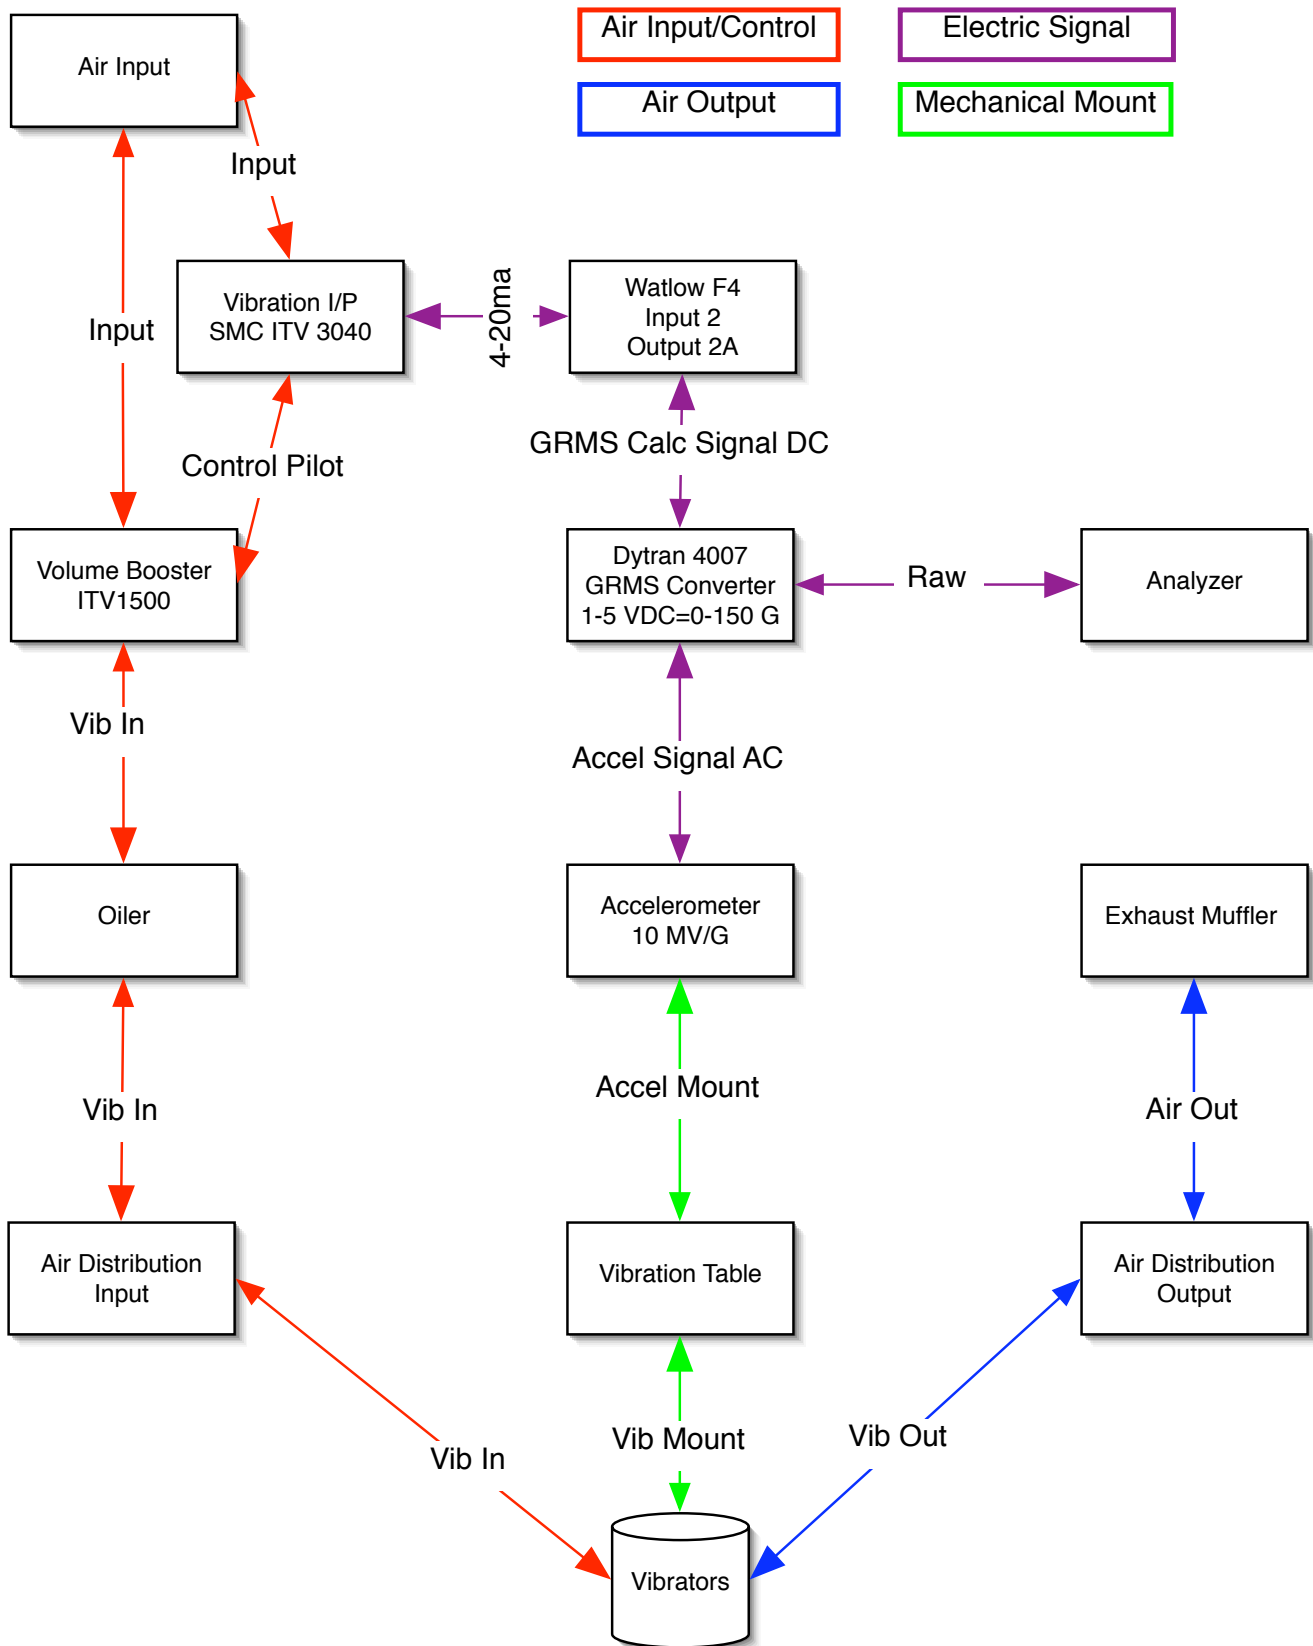 Air Input/Control
Electric Signal
Air Input
Air Output
Mechanical Mount
Input
Vibration I/P
SMC ITV 3040
4-20ma
Watlow F4
Input 2
Output 2A
Input
GRMS Calc Signal DC
Control Pilot
Volume Booster
ITV1500
Dytran 4007
GRMS Converter
1-5 VDC=0-150 G
Raw
Analyzer
Vib In
Accel Signal AC
Oiler
Accelerometer
10 MV/G
Exhaust Muffler
Vib In
Accel Mount
Air Out
Air Distribution
Input
Vibration Table
Air Distribution
Output
Vib In
Vib Mount
Vib Out
Vibrators